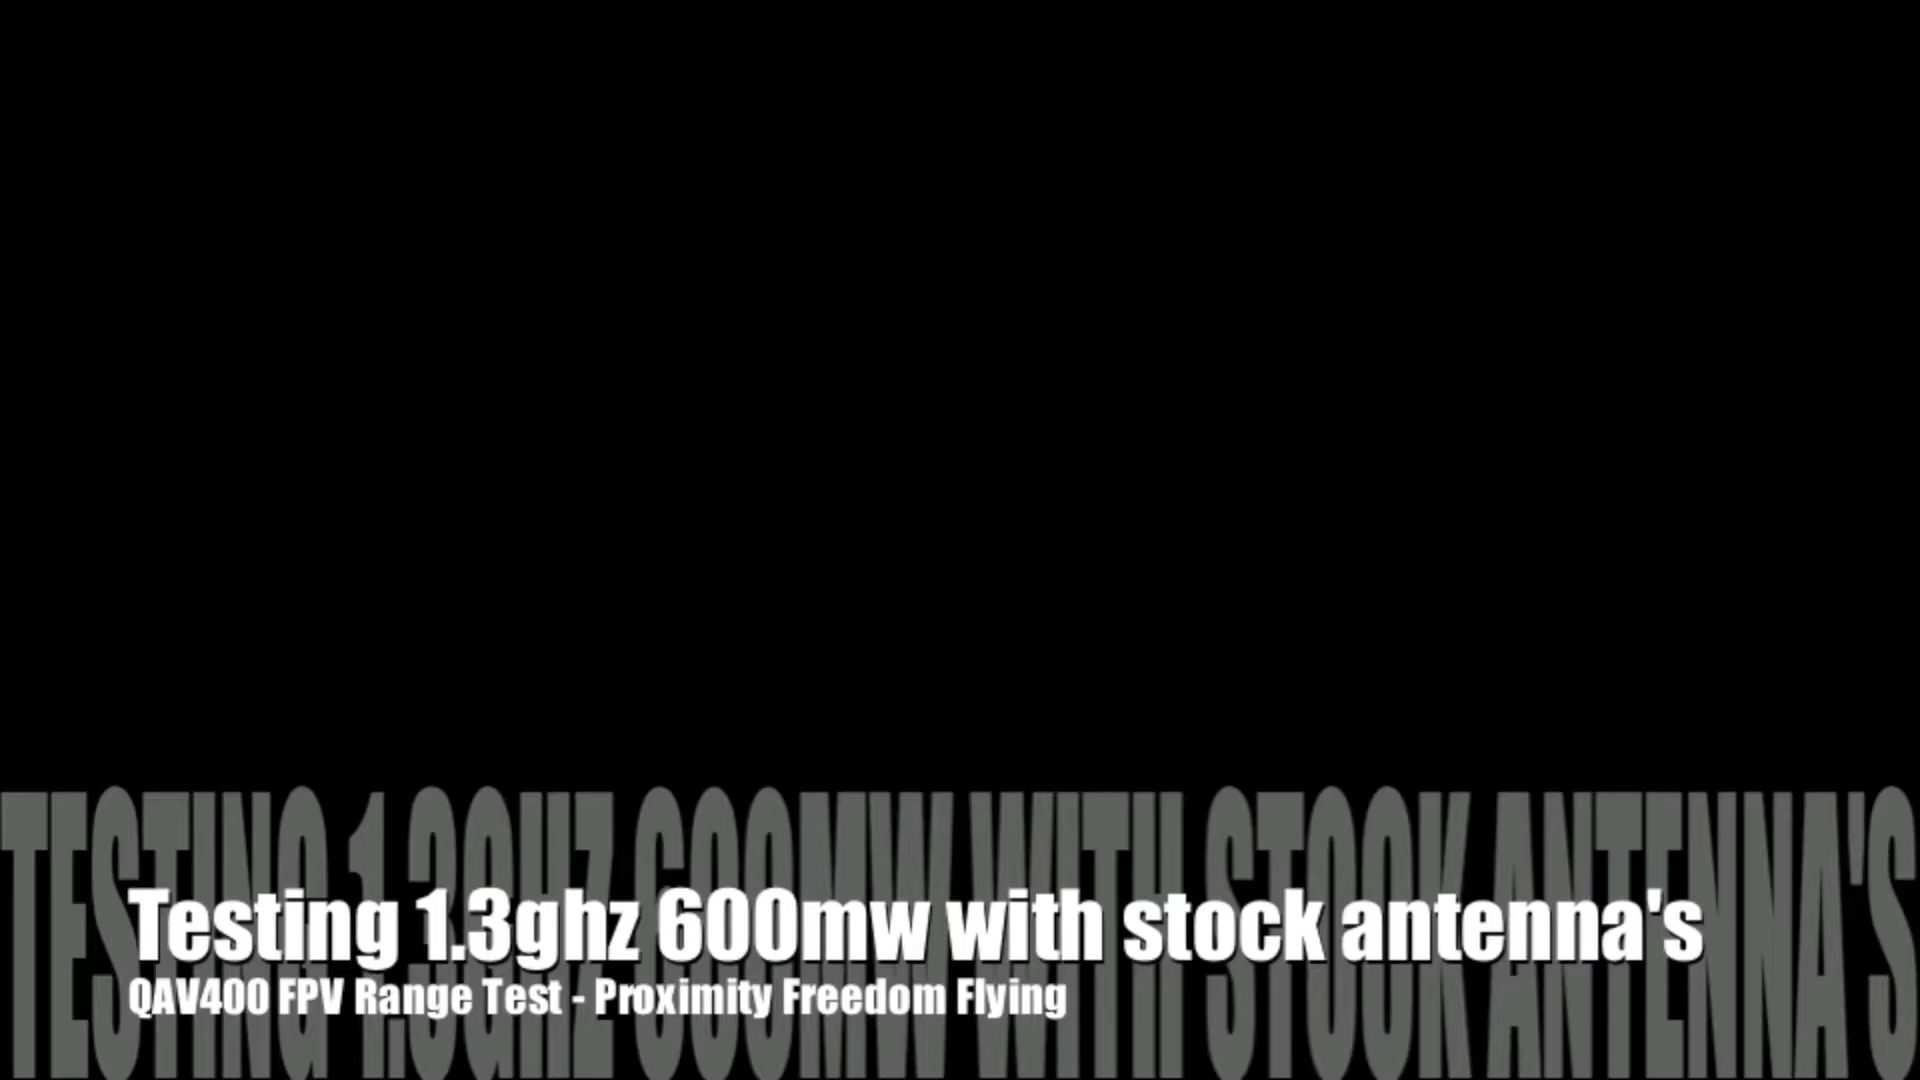 TESTING 1.3GHZ 600MW WITH STOCK ANTENNA'S
Testing 1.3ghz 600mw with stock antenna's
QAV400 FPV Range Test - Proximity Freedom Flying